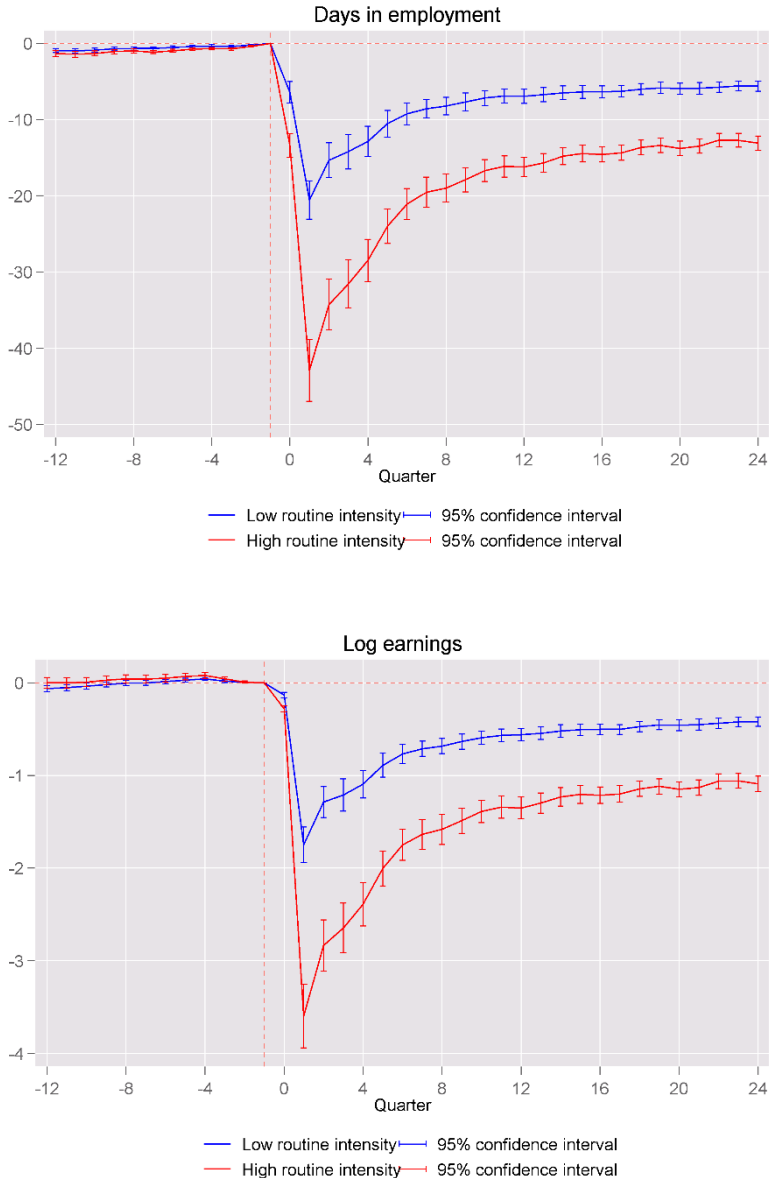 Days in employment
0
-10
-20
-30
-40
-50
-12 -8 -4 0 4 8 12 16 20 24
Quarter
Low routine intensity 95% confidence interval
High routine intensity 95% confidence interval
Log earnings
0
-1
-2
-3
-4
-12 -8 -4 0 4 8 12 16 20 24
Quarter
Low routine intensity 95% confidence interval
High routine intensity 95% confidence interval